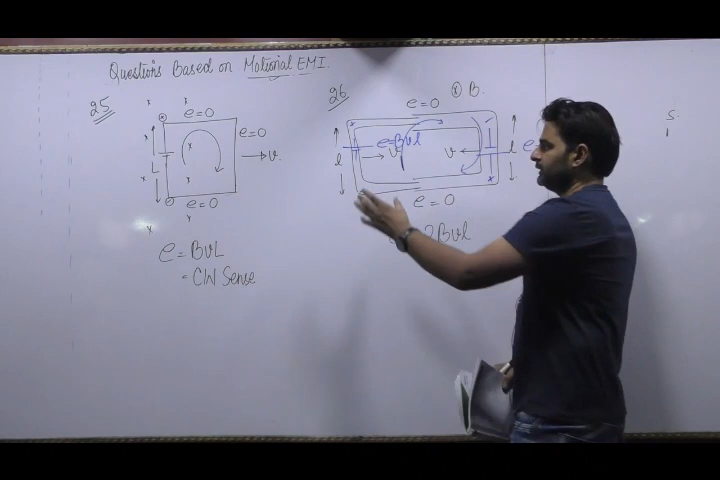 Questions Based on Motional EMI.
25
e=0
e=0
v.
L
e=0
e = BvL
= CW Sense
26
e=0
⊗ B.
e=Bvl
l
v
v
l
e=
e=0
2Bvl
S